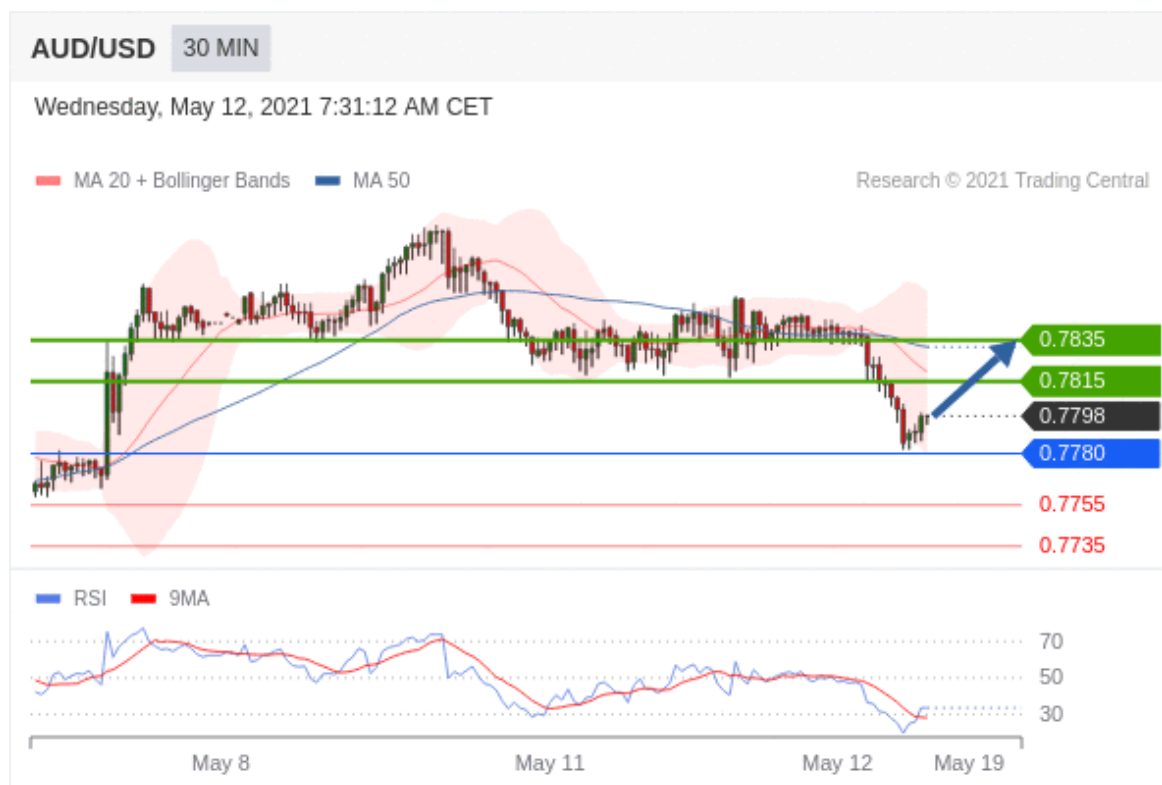 AUD/USD 30 MIN
Wednesday, May 12, 2021 7:31:12 AM CET
MA 20 + Bollinger Bands MA 50 Research © 2021 Trading Central
0.7835
0.7815
0.7798
0.7780
0.7755
0.7735
RSI 9MA
70
50
30
May 8 May 11 May 12 May 19